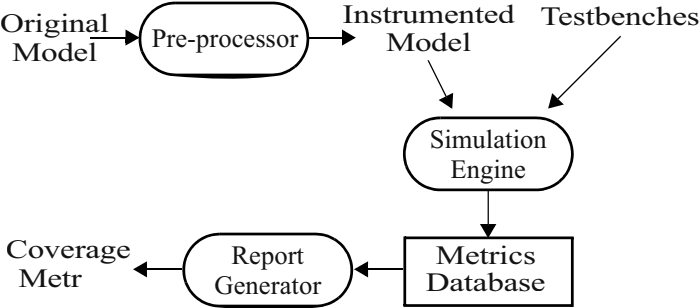 Original
Model
Pre-processor
Instrumented
Model
Testbenches
Simulation
Engine
Coverage
Metr
Report
Generator
Metrics
Database